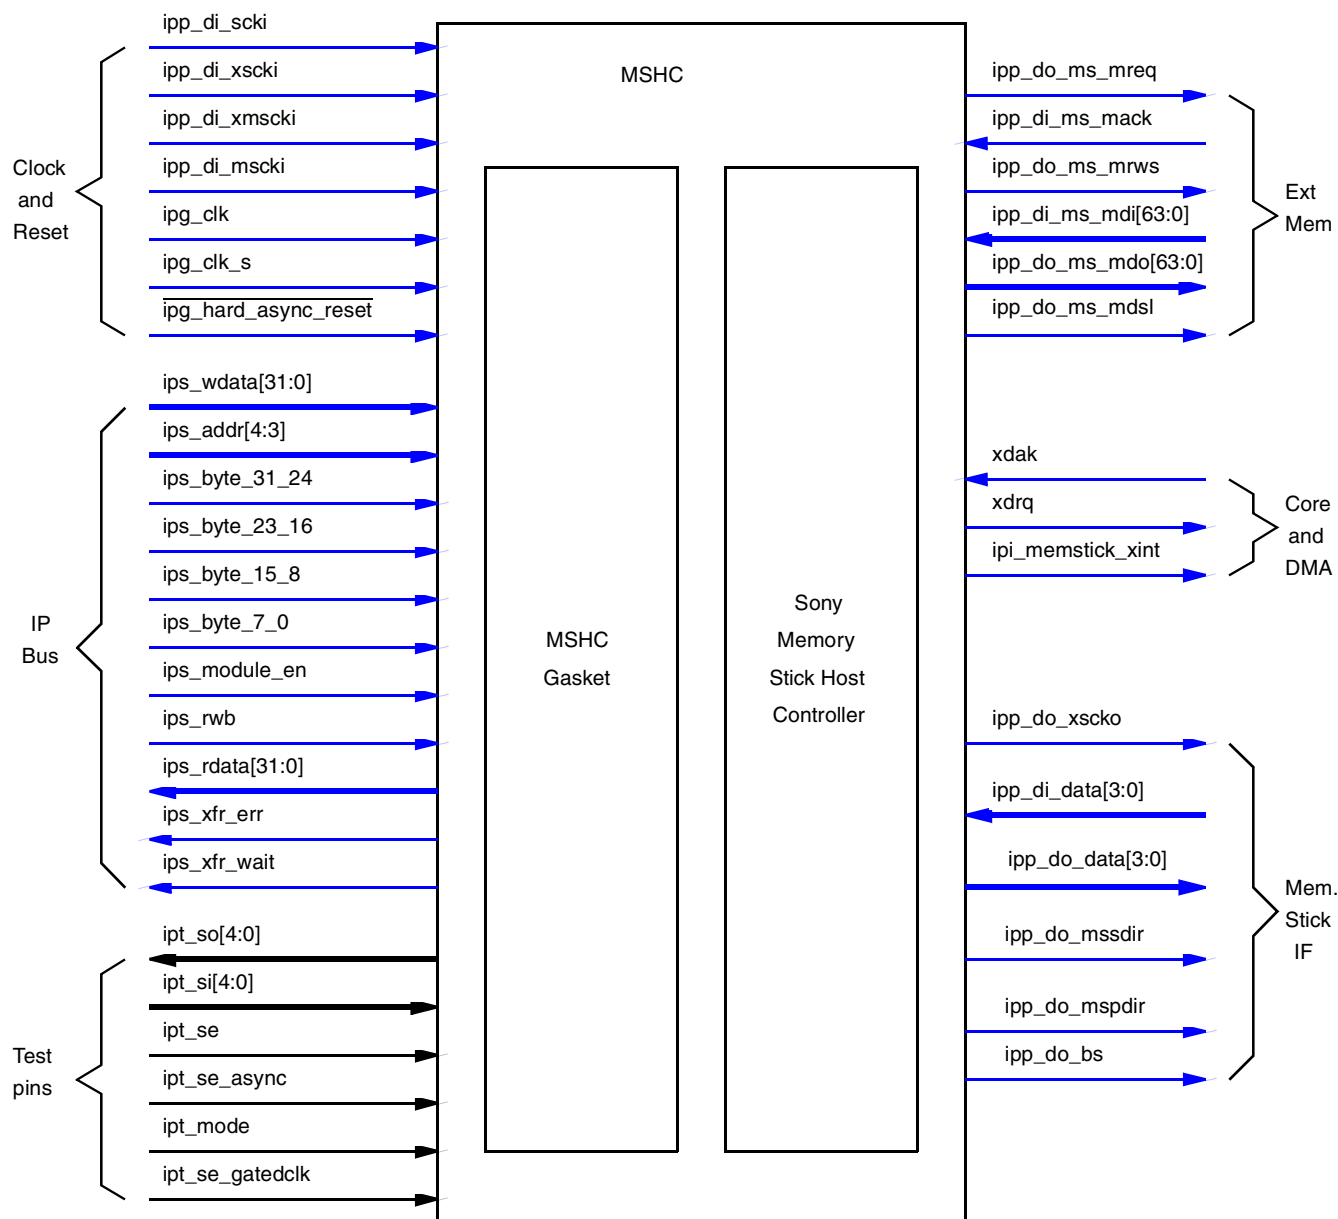 ipp_di_scki
ipp_di_xscki
ipp_di_xmscki
ipp_di_mscki
ipg_clk
ipg_clk_s
ipg_hard_async_reset
Clock
and
Reset
ips_wdata[31:0]
ips_addr[4:3]
ips_byte_31_24
ips_byte_23_16
ips_byte_15_8
ips_byte_7_0
ips_module_en
ips_rwb
ips_rdata[31:0]
ips_xfr_err
ips_xfr_wait
IP
Bus
ipt_so[4:0]
ipt_si[4:0]
ipt_se
ipt_se_async
ipt_mode
ipt_se_gatedclk
Test
pins
MSHC
MSHC
Gasket
Sony
Memory
Stick Host
Controller
ipp_do_ms_mreq
ipp_di_ms_mack
ipp_do_ms_mrws
ipp_di_ms_mdi[63:0]
ipp_do_ms_mdo[63:0]
ipp_do_ms_mdsl
Ext
Mem
xdak
xdrq
ipi_memstick_xint
Core
and
DMA
ipp_do_xscko
ipp_di_data[3:0]
ipp_do_data[3:0]
ipp_do_mssdir
ipp_do_mspdir
ipp_do_bs
Mem.
Stick
IF